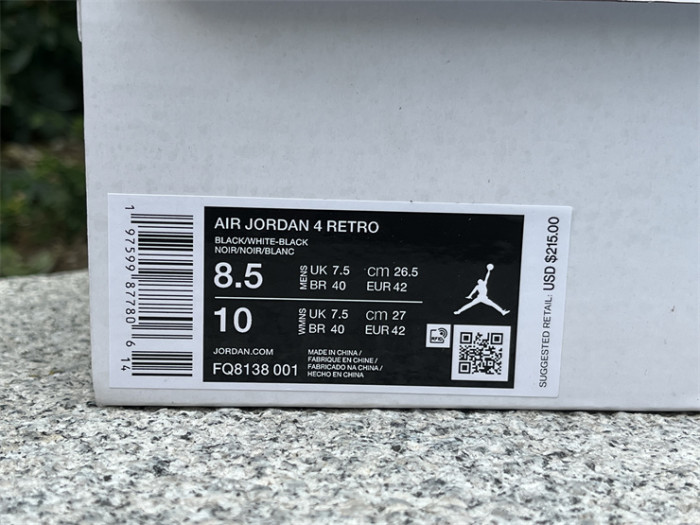 AIR JORDAN 4 RETRO
BLACK/WHITE-BLACK
NOIR/NOIR/BLANC
8.5 MENS UK 7.5 cm 26.5
BR 40 EUR 42
10 WMNS UK 7.5 cm 27
BR 40 EUR 42
JORDAN.COM
FQ8138 001
MADE IN CHINA /
FABRIQUE EN CHINE /
FABRICADO NA CHINA /
HECHO EN CHINA
RFID
1 97599 87780 6 14
SUGGESTED RETAIL: USD $215.00